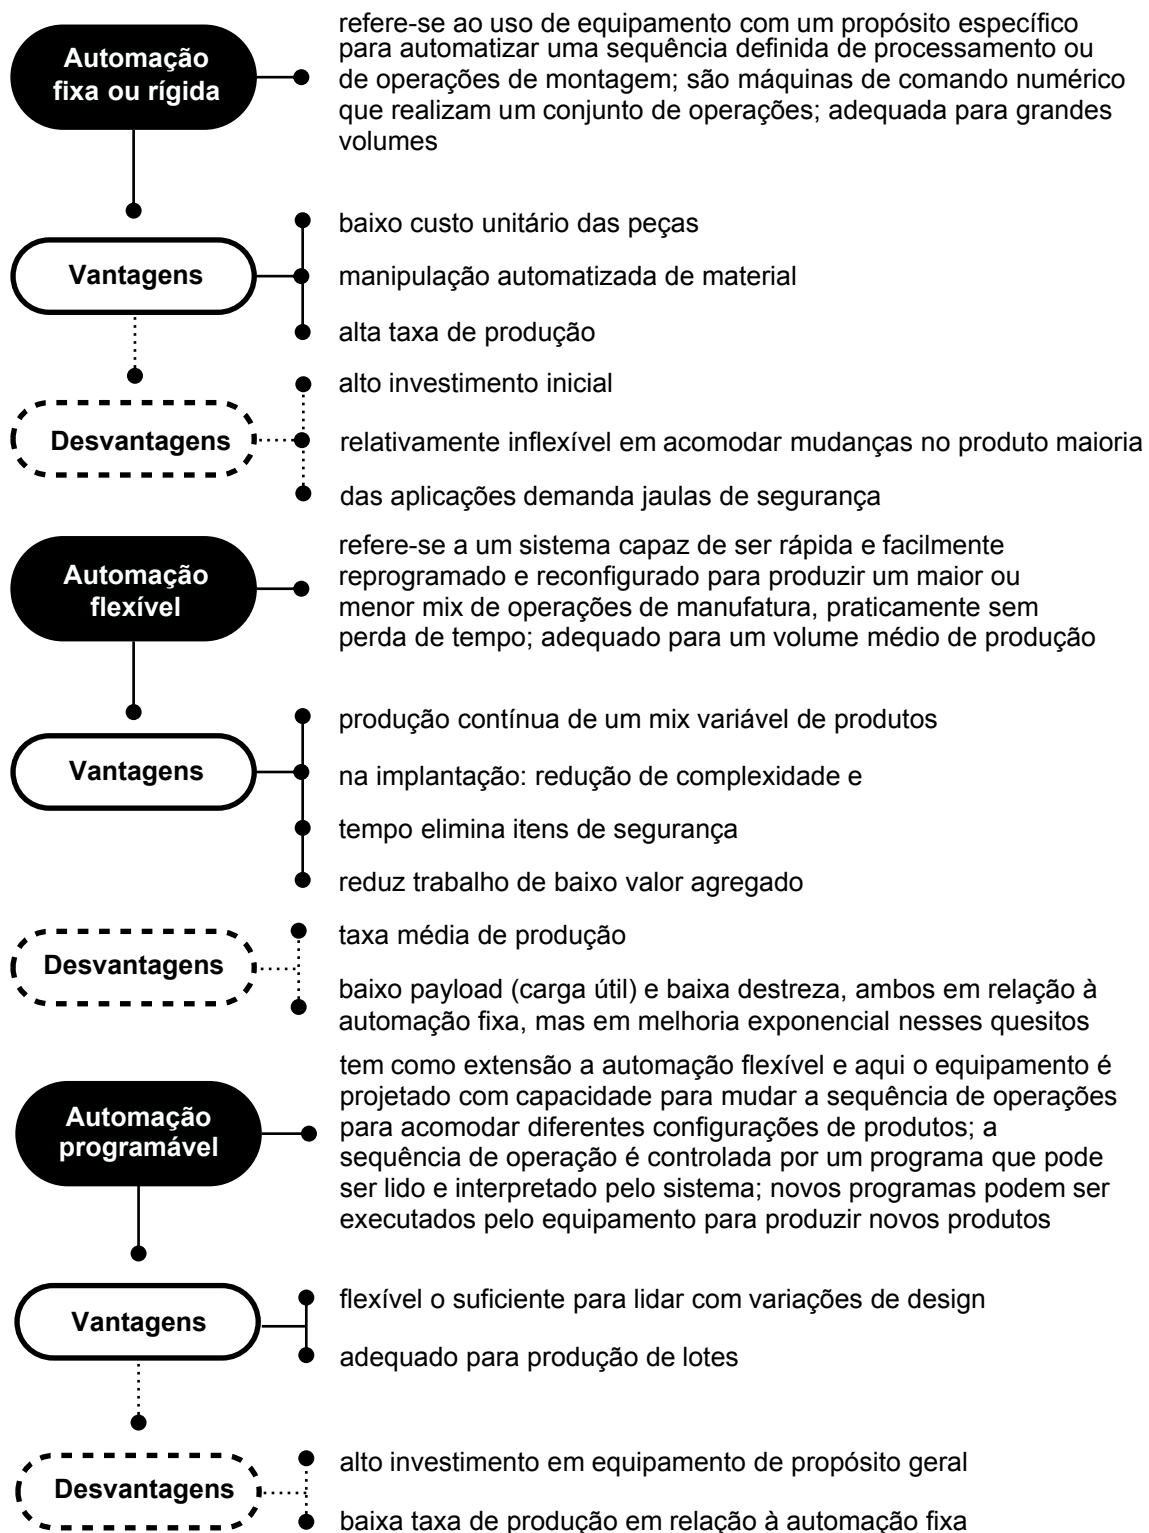 Automação
fixa ou rígida
refere-se ao uso de equipamento com um propósito específico
para automatizar uma sequência definida de processamento ou
de operações de montagem; são máquinas de comando numérico
que realizam um conjunto de operações; adequada para grandes
volumes
Vantagens
baixo custo unitário das peças
manipulação automatizada de material
alta taxa de produção
Desvantagens
alto investimento inicial
relativamente inflexível em acomodar mudanças no produto maioria
das aplicações demanda jaulas de segurança
Automação
flexível
refere-se a um sistema capaz de ser rápida e facilmente
reprogramado e reconfigurado para produzir um maior ou
menor mix de operações de manufatura, praticamente sem
perda de tempo; adequado para um volume médio de produção
Vantagens
produção contínua de um mix variável de produtos
na implantação: redução de complexidade e
tempo elimina itens de segurança
reduz trabalho de baixo valor agregado
Desvantagens
taxa média de produção
baixo payload (carga útil) e baixa destreza, ambos em relação à
automação fixa, mas em melhoria exponencial nesses quesitos
Automação
programável
tem como extensão a automação flexível e aqui o equipamento é
projetado com capacidade para mudar a sequência de operações
para acomodar diferentes configurações de produtos; a
sequência de operação é controlada por um programa que pode
ser lido e interpretado pelo sistema; novos programas podem ser
executados pelo equipamento para produzir novos produtos
Vantagens
flexível o suficiente para lidar com variações de design
adequado para produção de lotes
Desvantagens
alto investimento em equipamento de propósito geral
baixa taxa de produção em relação à automação fixa